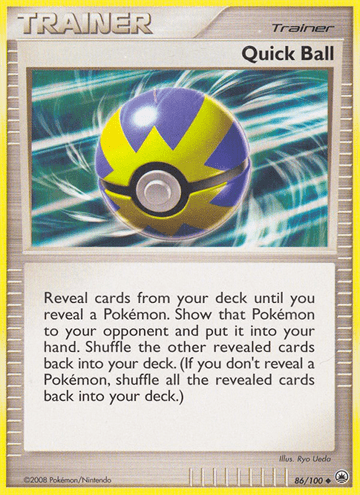 TRAINER
Trainer
Quick Ball
Reveal cards from your deck until you
reveal a Pokémon. Show that Pokémon
to your opponent and put it into your
hand. Shuffle the other revealed cards
back into your deck. (If you don't reveal a
Pokémon, shuffle all the revealed cards
back into your deck.)
Illus. Ryo Ueda
©2008 Pokémon/Nintendo
86/100